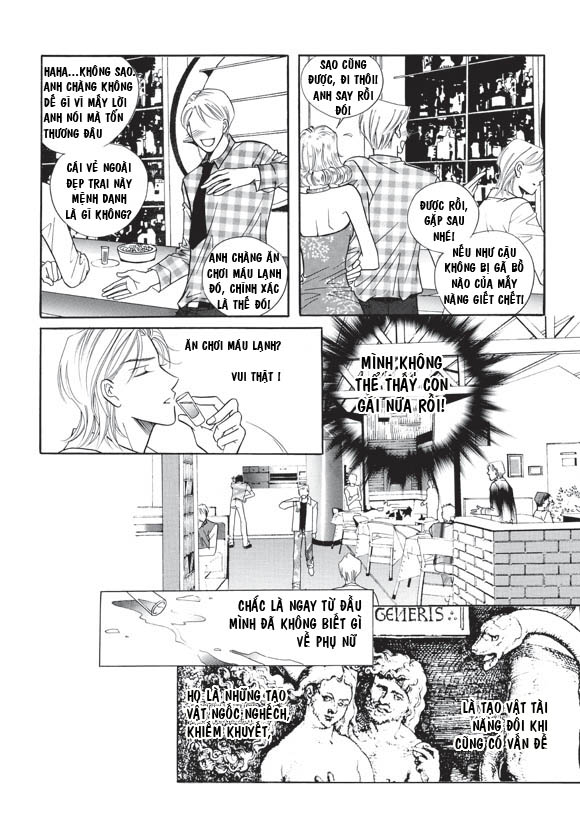 HAHA...KHÔNG SAO.
ANH CHÀNG KHÔNG
ĐỂ GÌ VÌ MẤY LỜI
ANH NÓI MÀ TỔN
THƯƠNG ĐÂU
CÁI VẺ NGOÀI
ĐẸP TRAI NÀY
MỆNH DANH
LÀ GÌ KHÔNG?
ANH CHÀNG ĂN
CHƠI MÁU LẠNH
ĐÓ, CHÍNH XÁC
LÀ THẾ ĐÓ!
SAO CŨNG
ĐƯỢC, ĐI THÔI!
ANH SAY RỒI
ĐÓ!
ĐƯỢC RỒI,
GẶP SAU
NHÉ!
NẾU NHƯ CẬU
KHÔNG BỊ GÃ BỒ
NÀO CỦA MẤY
NÀNG GIẾT CHẾT!
ĂN CHƠI MÁU LẠNH?
VUI THẬT !
MÌNH KHÔNG
THỂ THẤY CON
GÁI NỮA RỒI!
CHẮC LÀ NGAY TỪ ĐẦU
MÌNH ĐÃ KHÔNG BIẾT GÌ
VỀ PHỤ NỮ
GENERIS
HỌ LÀ NHỮNG TẠO
VẬT NGỐC NGHẾCH,
KHIẾM KHUYẾT,
LÀ TẠO VẬT TÀI
NĂNG ĐÔI KHI
CŨNG CÓ VẤN ĐỀ